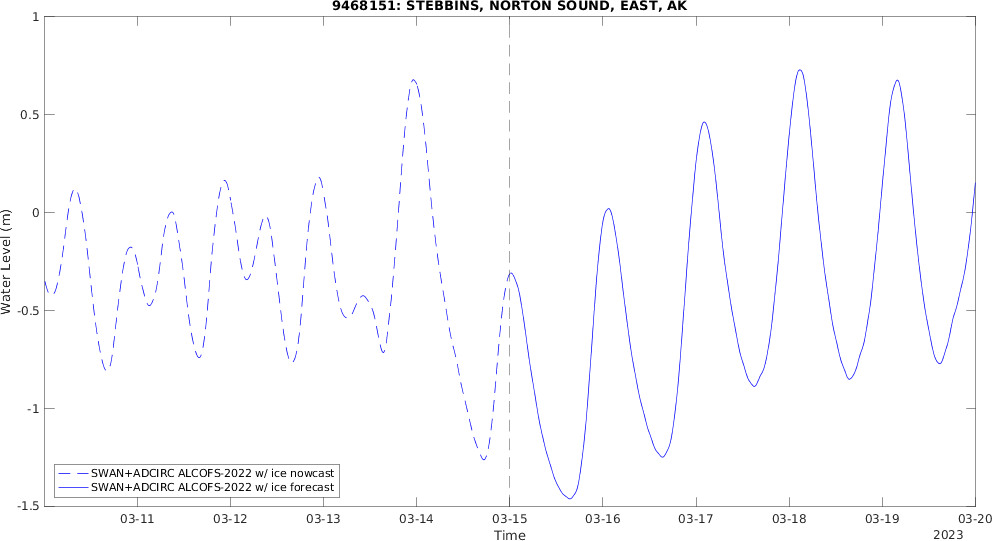 9468151: STEBBINS, NORTON SOUND, EAST, AK
1
0.5
0
-0.5
-1
-1.5
Water Level (m)
SWAN+ADCIRC ALCOFS-2022 w/ ice nowcast
SWAN+ADCIRC ALCOFS-2022 w/ ice forecast
03-11 03-12 03-13 03-14 03-15 03-16 03-17 03-18 03-19 03-20
Time
2023